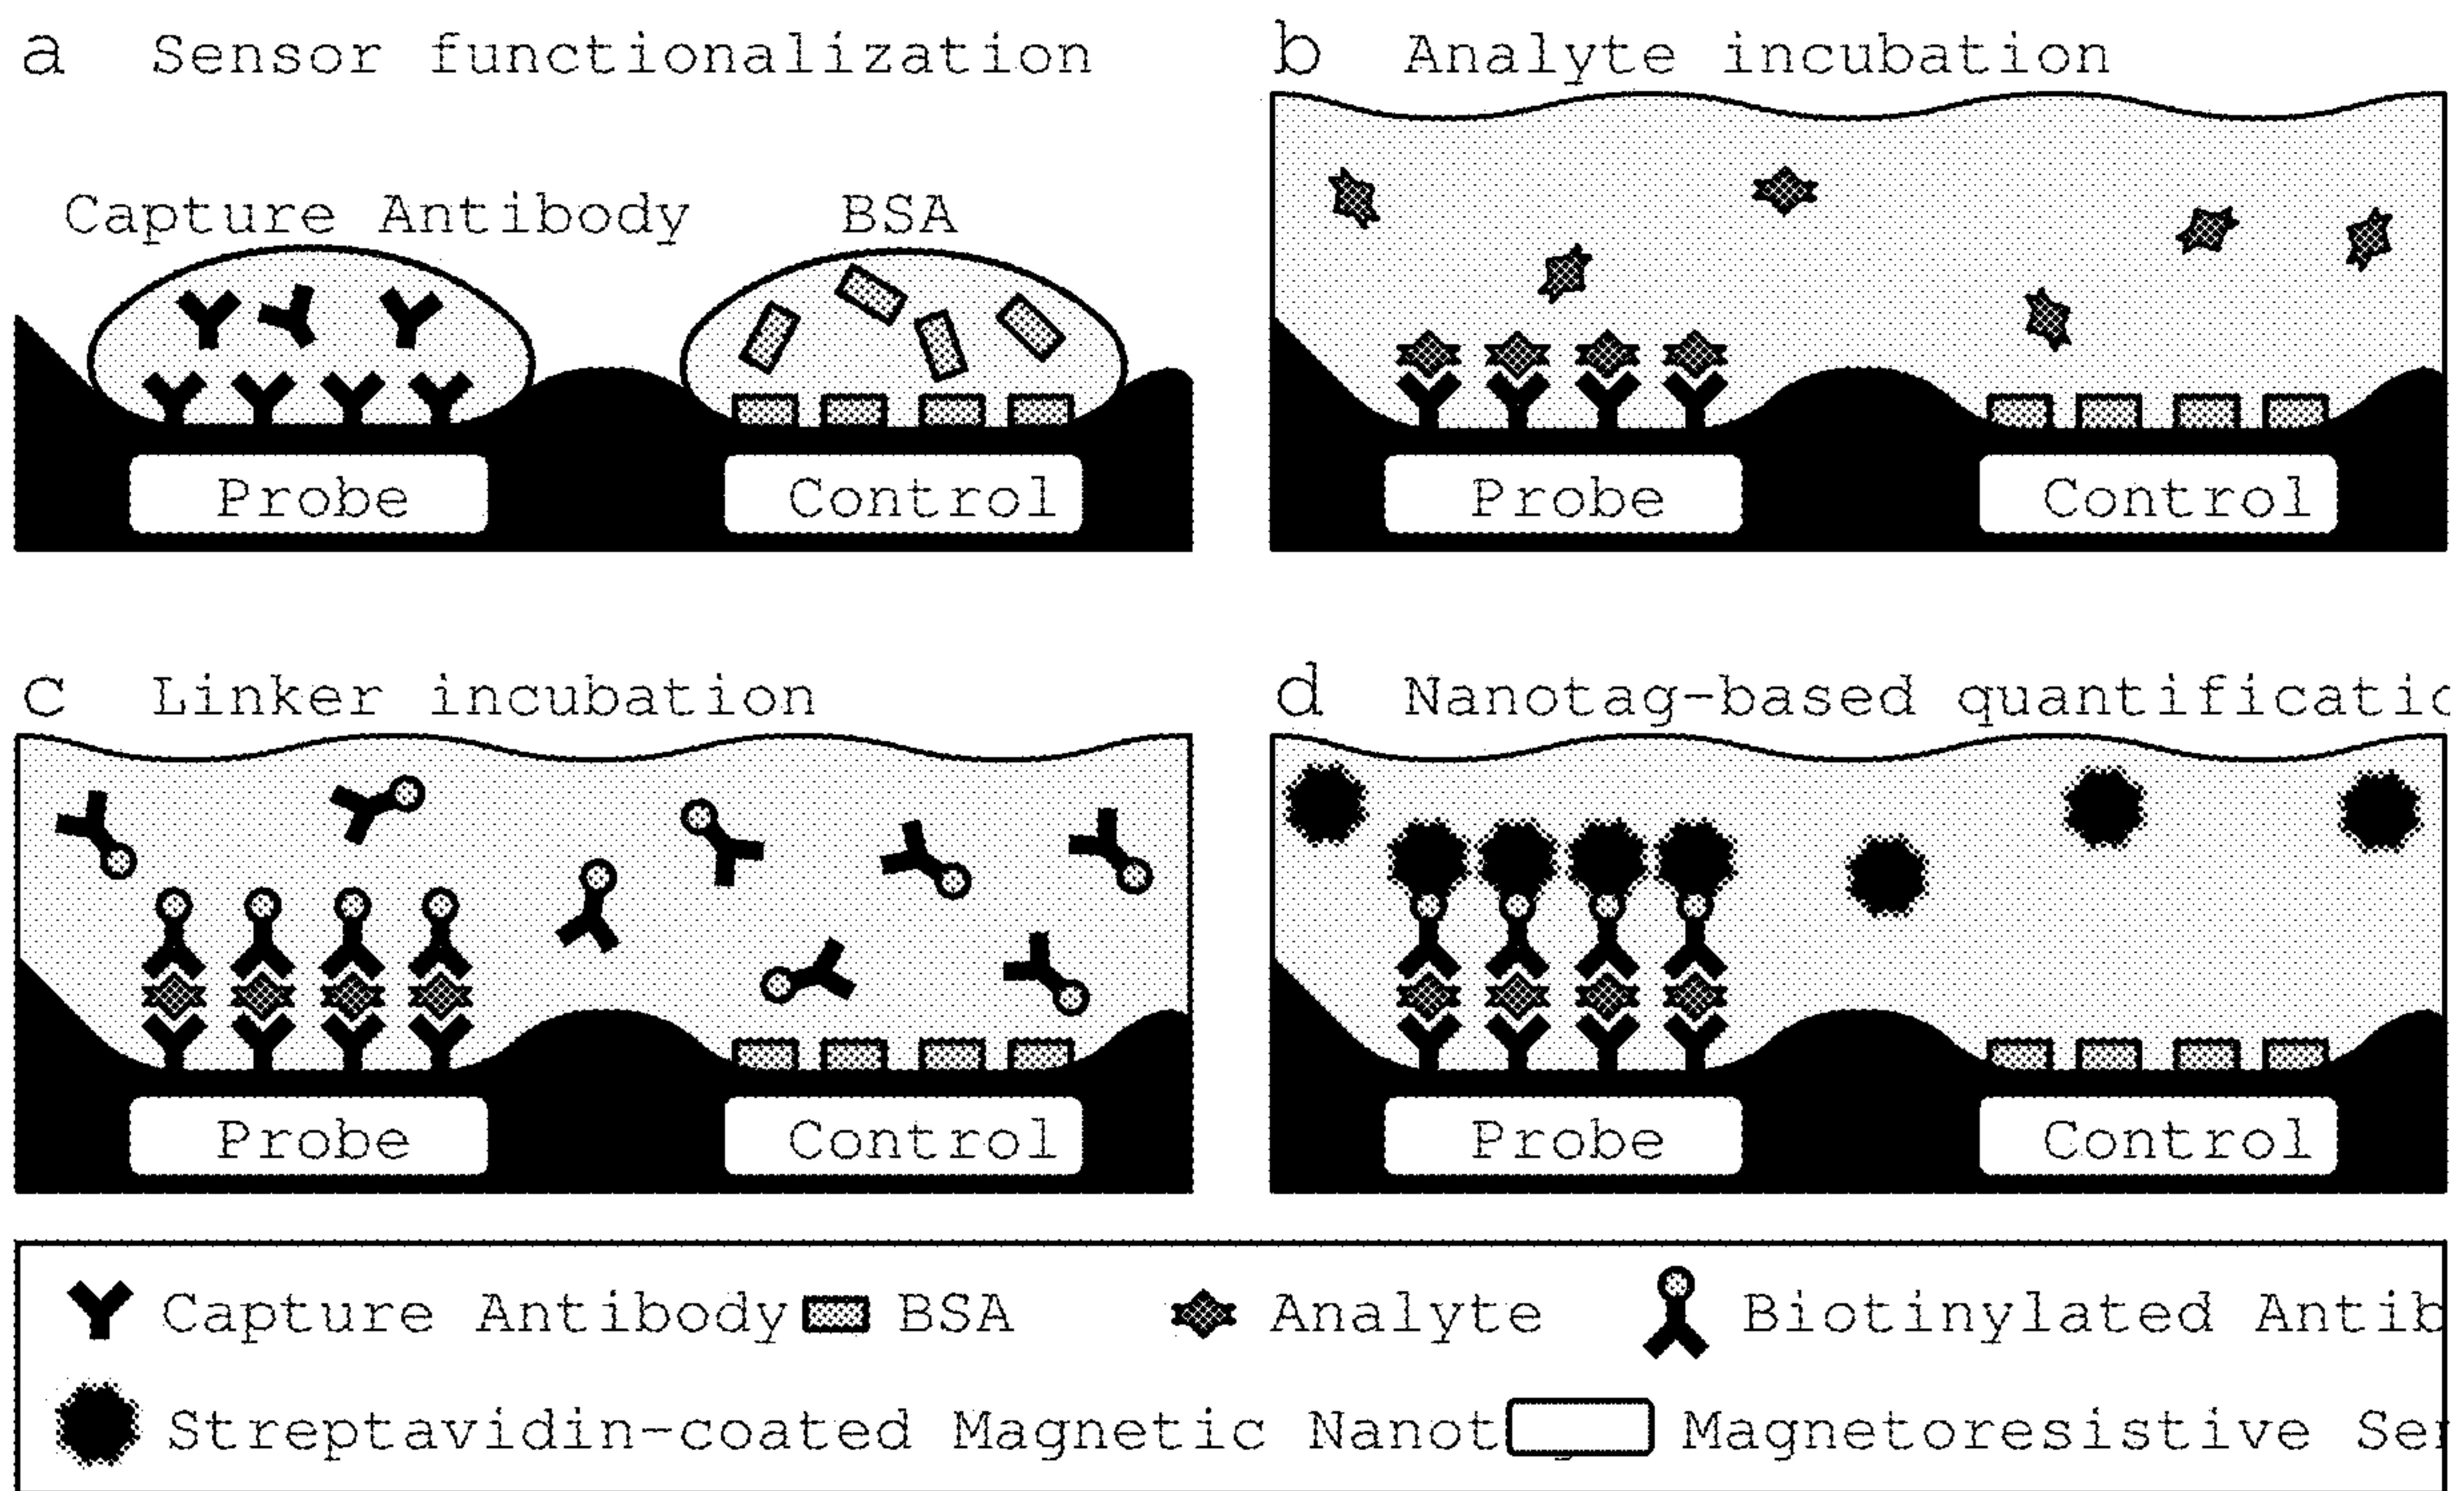 a Sensor functionalization
b Analyte incubation
Capture Antibody
BSA
Probe
Control
Probe
Control
c Linker incubation
d Nanotag-based quantificatio
Probe
Control
Probe
Control
Capture Antibody
BSA
Analyte
Biotinylated Antib
Streptavidin-coated Magnetic Nanot
Magnetoresistive Ser